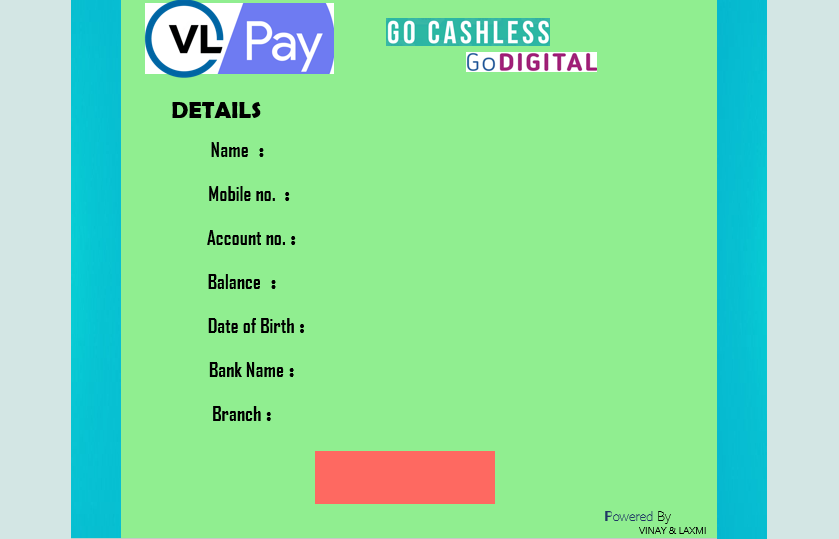 VL Pay
GO CASHLESS
GoDIGITAL
DETAILS
Name :
Mobile no. :
Account no. :
Balance :
Date of Birth :
Bank Name :
Branch :
Powered By
VINAY & LAXMI